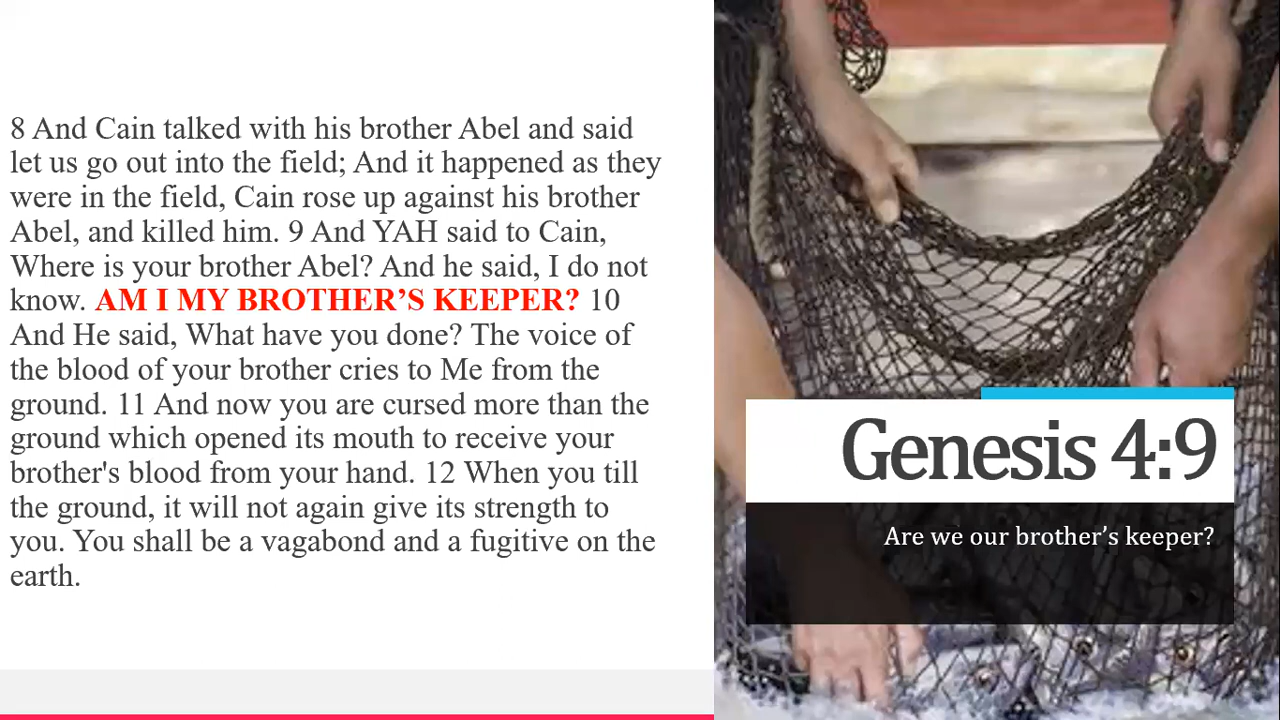 8 And Cain talked with his brother Abel and said
let us go out into the field; And it happened as they
were in the field, Cain rose up against his brother
Abel, and killed him. 9 And YAH said to Cain,
Where is your brother Abel? And he said, I do not
know. AM I MY BROTHER’S KEEPER? 10
And He said, What have you done? The voice of
the blood of your brother cries to Me from the
ground. 11 And now you are cursed more than the
ground which opened its mouth to receive your
brother's blood from your hand. 12 When you till
the ground, it will not again give its strength to
you. You shall be a vagabond and a fugitive on the
earth.
Genesis 4:9
Are we our brother’s keeper?